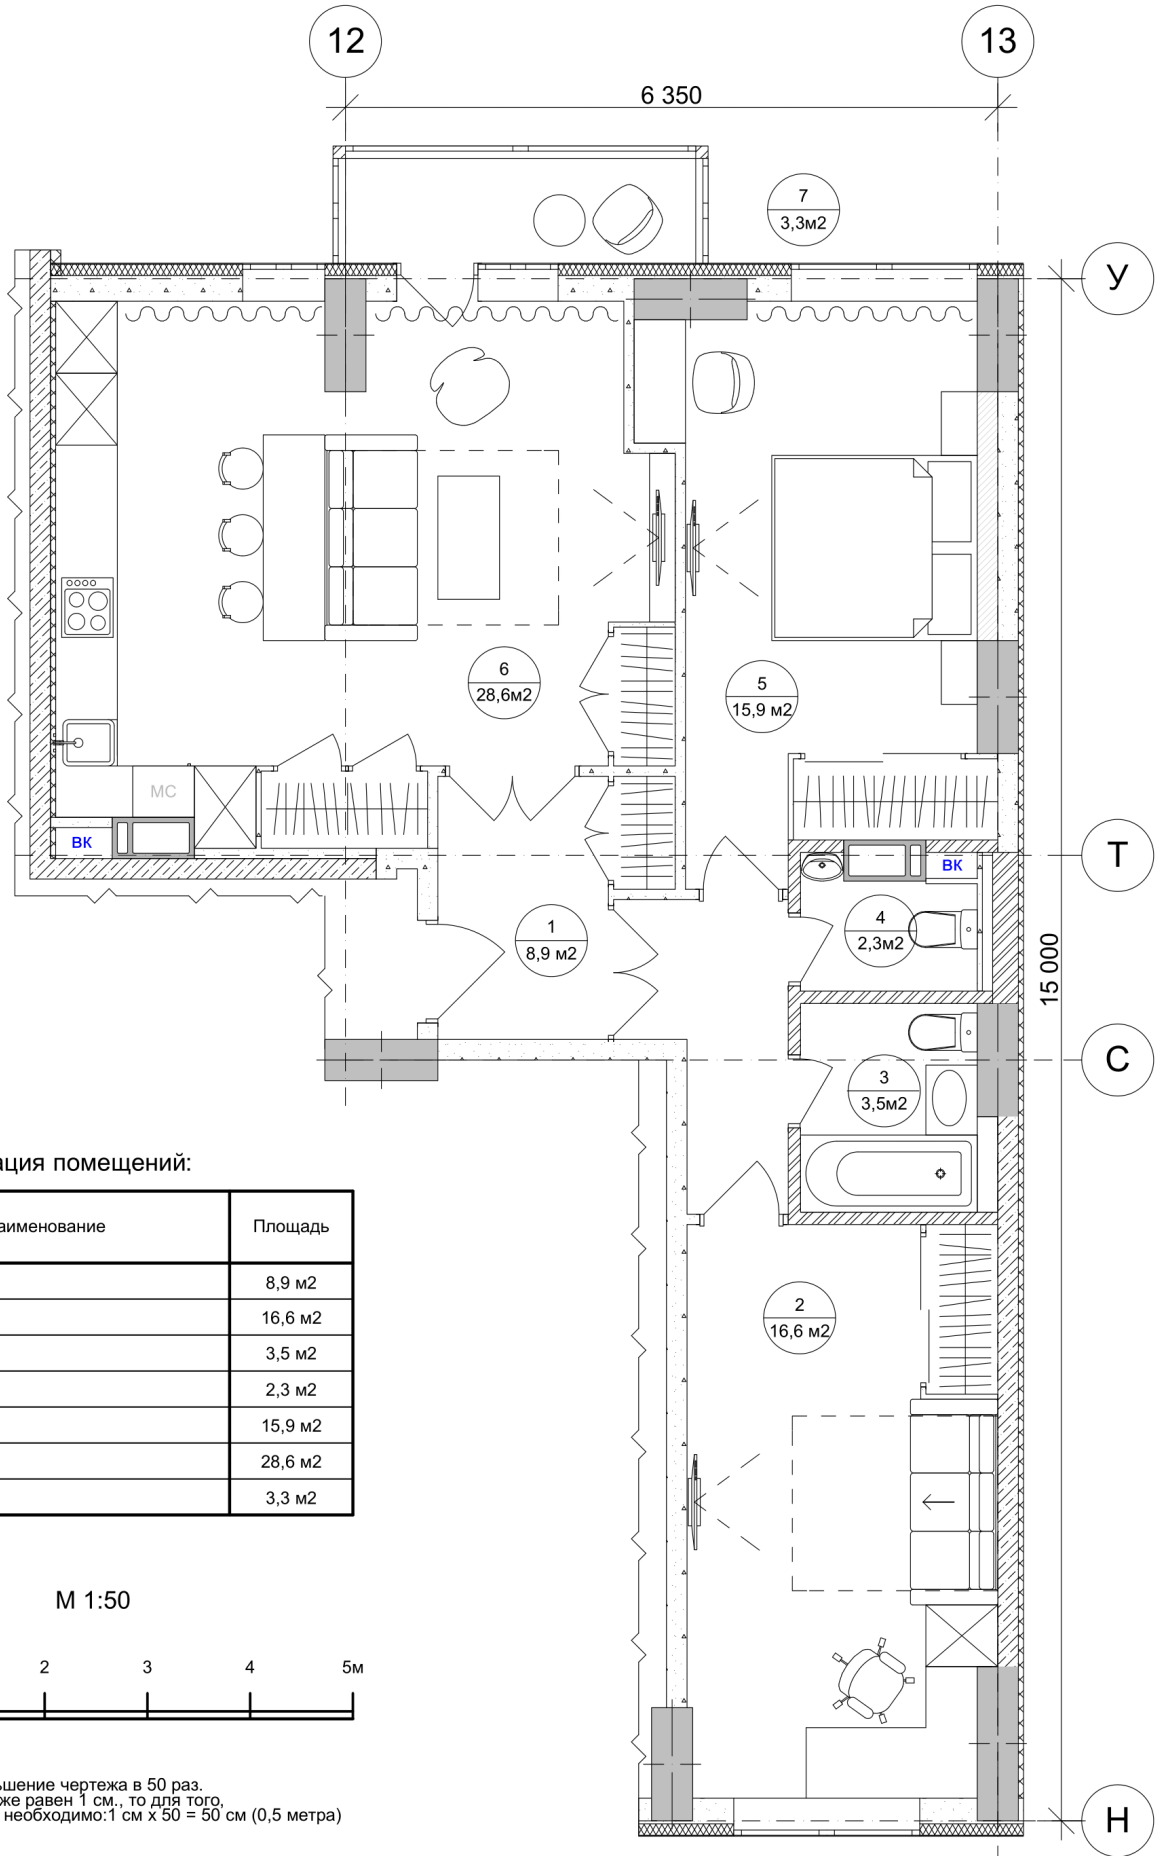 12
13
6 350
7
3,3м2
У
6
28,6м2
5
15,9 м2
МС
ВК
Т
ВК
1
8,9 м2
4
2,3м2
15 000
С
3
3,5м2
ация помещений:
аименование
Площадь
8,9 м2
16,6 м2
3,5 м2
2,3 м2
15,9 м2
28,6 м2
3,3 м2
2
16,6 м2
М 1:50
2 3 4 5м
ьшение чертежа в 50 раз.
же равен 1 см., то для того,
необходимо:1 см х 50 = 50 см (0,5 метра)
Н